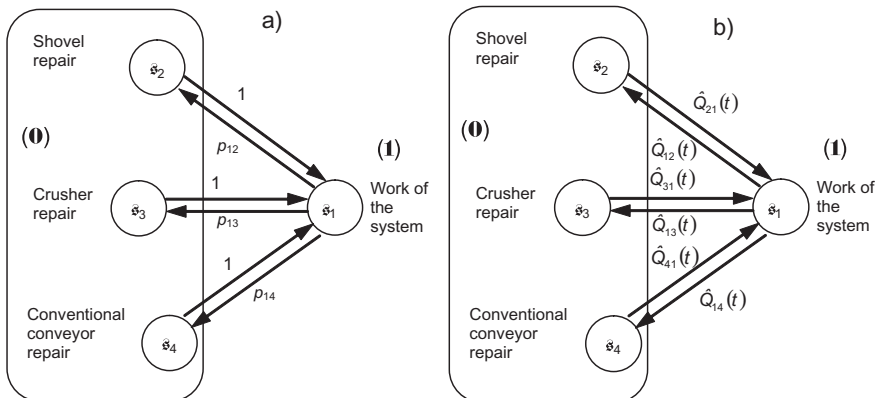 a)
Shovel
repair
𝔰₂
1
p₁₂
(0)
(1)
Crusher
repair
𝔰₃
1
p₁₃
𝔰₁
Work of
the
system
1
p₁₄
Conventional
conveyor
repair
𝔰₄
b)
Shovel
repair
𝔰₂
Q̂₂₁(t)
(0)
(1)
Q̂₁₂(t)
Q̂₃₁(t)
Crusher
repair
𝔰₃
𝔰₁
Work of
the
system
Q̂₁₃(t)
Q̂₄₁(t)
Q̂₁₄(t)
Conventional
conveyor
repair
𝔰₄